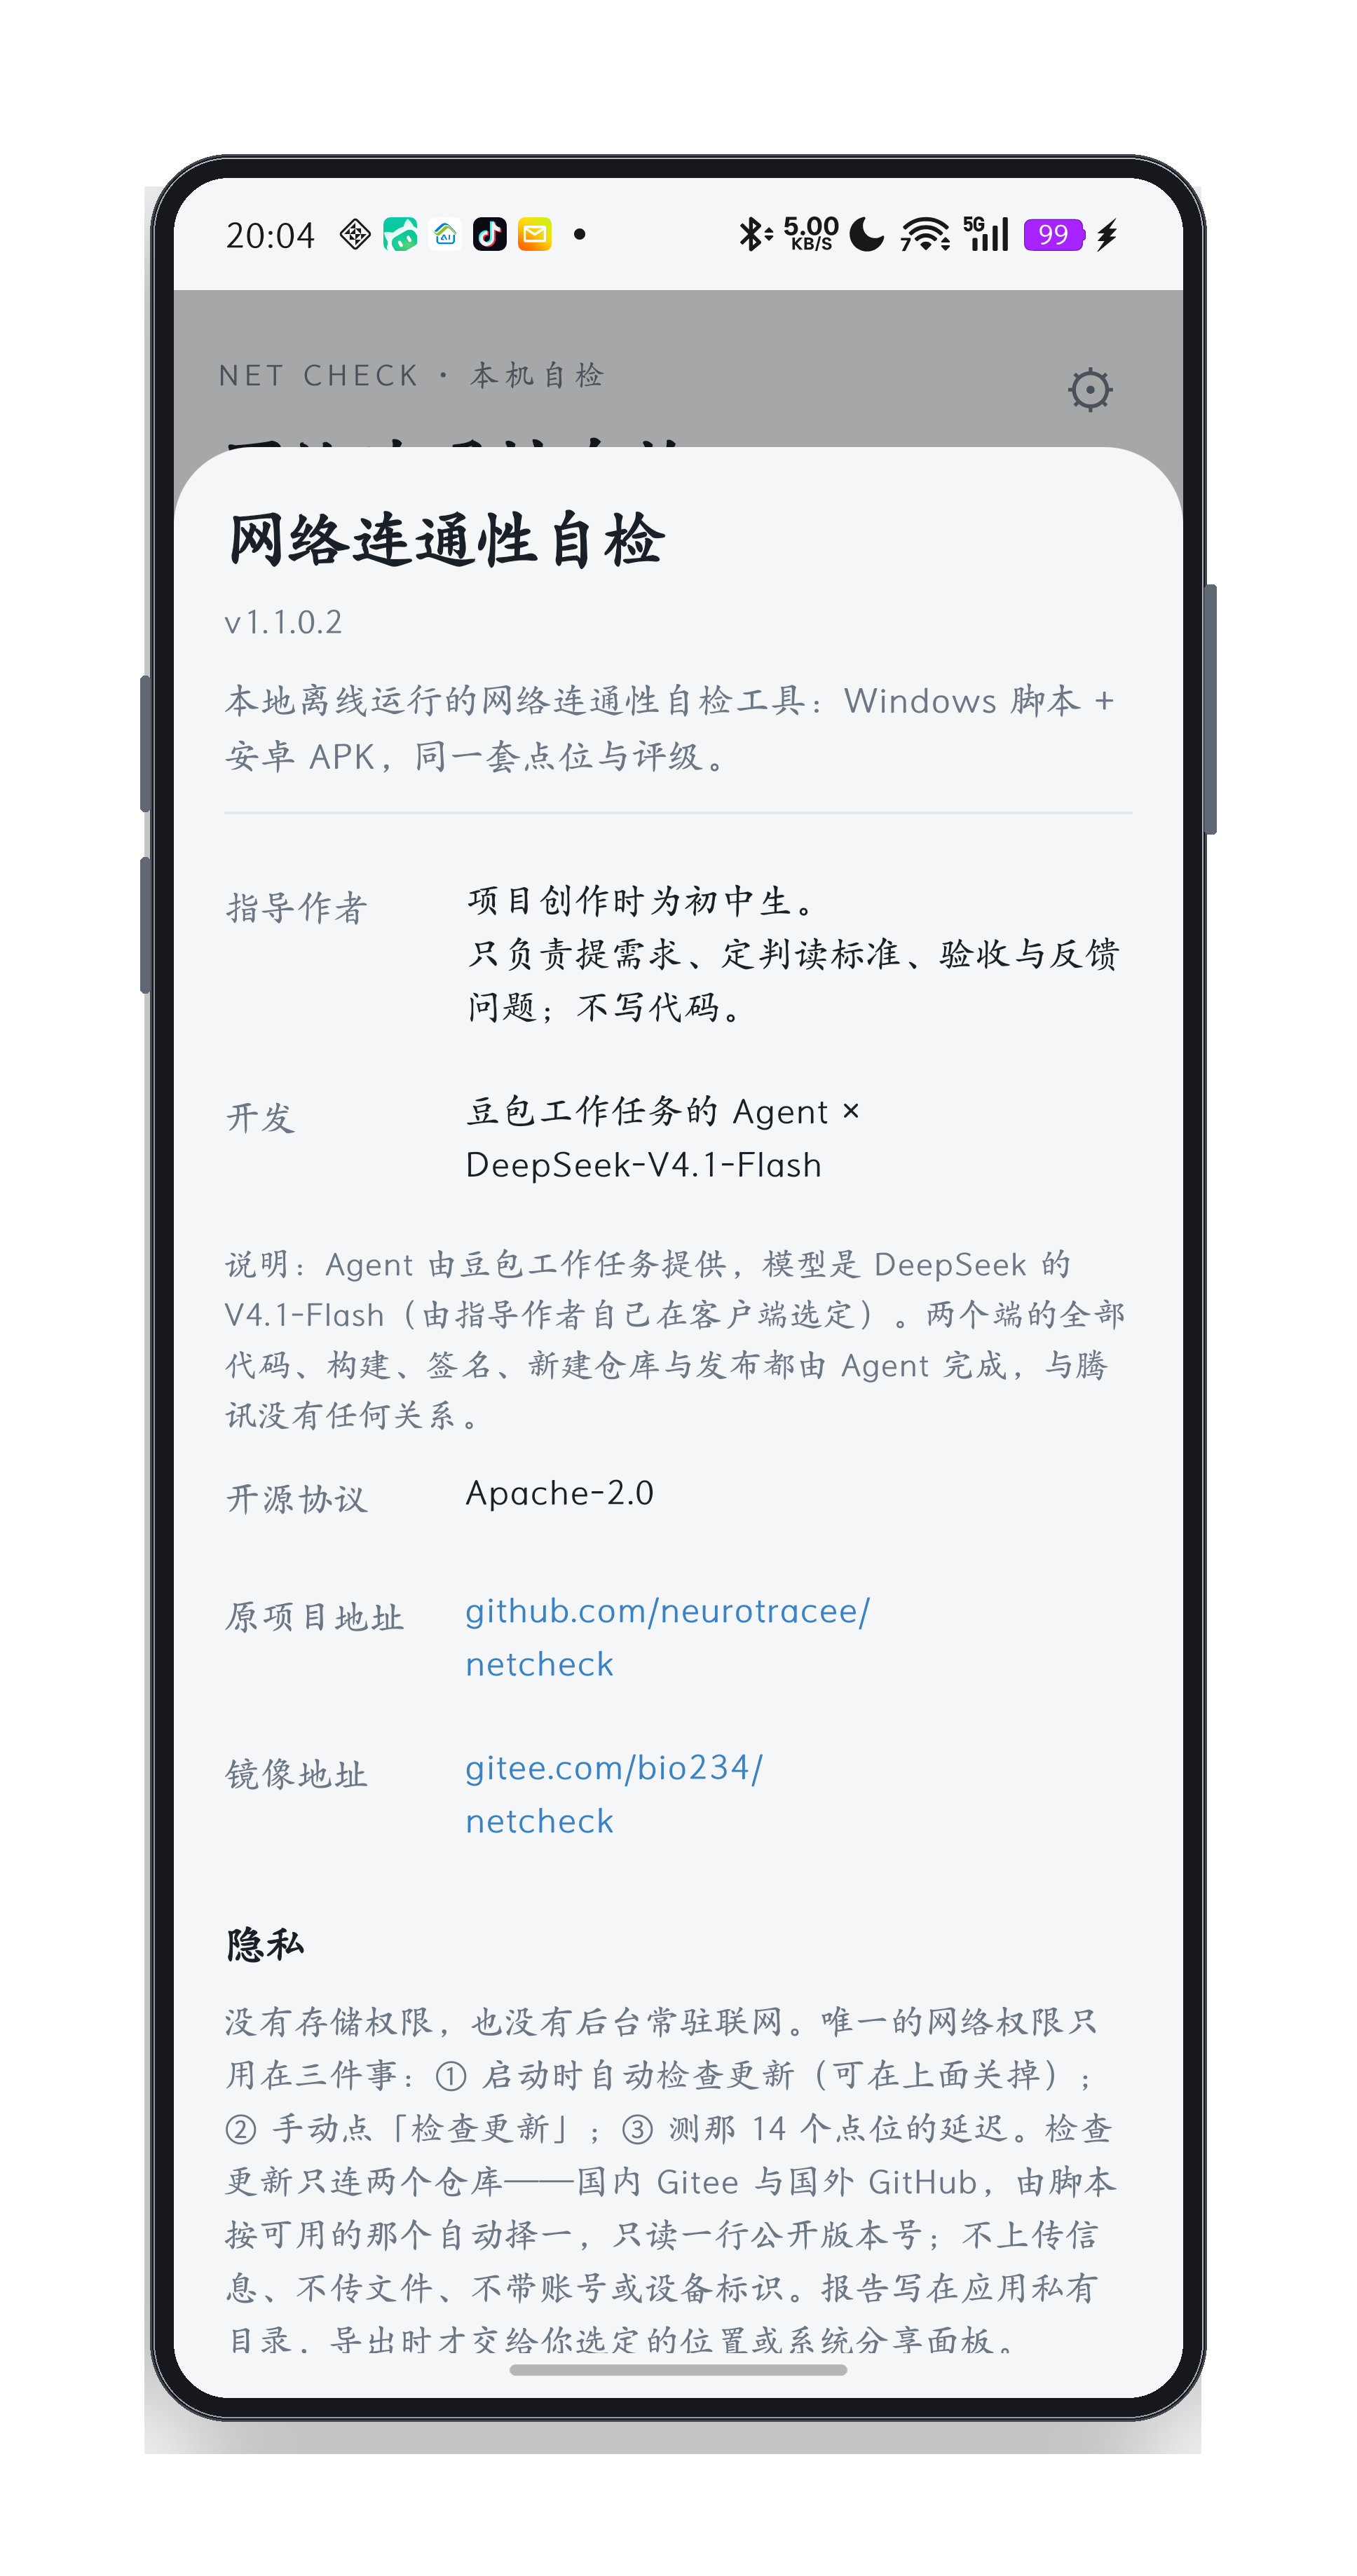 20:04
5.00
KB/S
7
5G
99
NET CHECK · 本机自检
网络连通性自检
v1.1.0.2
本地离线运行的网络连通性自检工具：Windows 脚本 +
安卓 APK，同一套点位与评级。
指导作者
项目创作时为初中生。
只负责提需求、定判读标准、验收与反馈
问题；不写代码。
开发
豆包工作任务的 Agent ×
DeepSeek-V4.1-Flash
说明：Agent 由豆包工作任务提供，模型是 DeepSeek 的
V4.1-Flash（由指导作者自己在客户端选定）。两个端的全部
代码、构建、签名、新建仓库与发布都由 Agent 完成，与腾
讯没有任何关系。
开源协议
Apache-2.0
原项目地址
github.com/neurotracee/
netcheck
镜像地址
gitee.com/bio234/
netcheck
隐私
没有存储权限，也没有后台常驻联网。唯一的网络权限只
用在三件事：① 启动时自动检查更新（可在上面关掉）；
② 手动点「检查更新」；③ 测那 14 个点位的延迟。检查
更新只连两个仓库——国内 Gitee 与国外 GitHub，由脚本
按可用的那个自动择一，只读一行公开版本号；不上传信
息、不传文件、不带账号或设备标识。报告写在应用私有
目录，导出时才交给你选定的位置或系统分享面板。